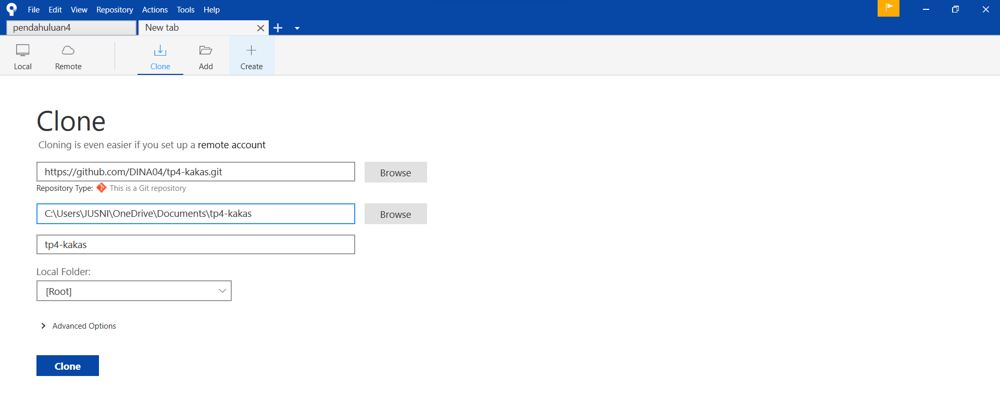 File Edit View Repository Actions Tools Help
pendahuluan4 New tab
Local Remote Clone Add Create
Clone
Cloning is even easier if you set up a remote account
https://github.com/DINA04/tp4-kakas.git Browse
Repository Type: This is a Git repository
C:\Users\JUSNI\OneDrive\Documents\tp4-kakas Browse
tp4-kakas
Local Folder:
[Root]
Advanced Options
Clone